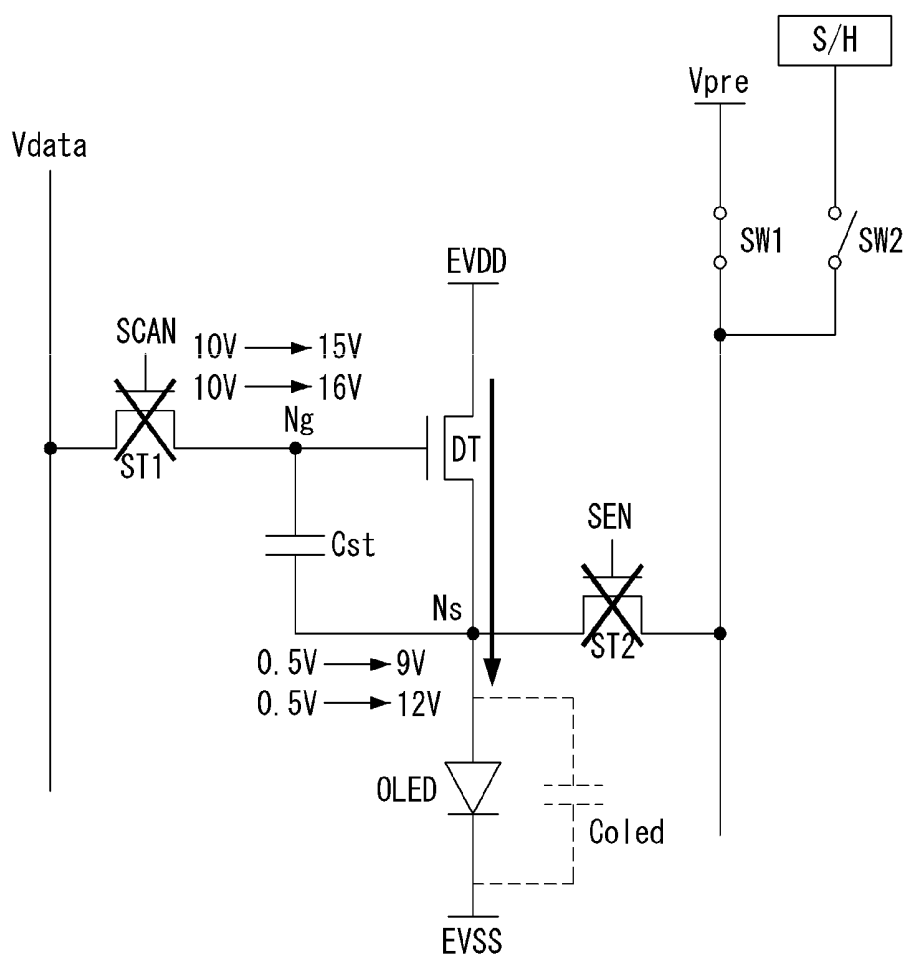 S/H
Vpre
Vdata
SW1
SW2
EVDD
SCAN
10V → 15V
10V → 16V
Ng
DT
ST1
Cst
SEN
Ns
ST2
0.5V → 9V
0.5V → 12V
OLED
Coled
EVSS